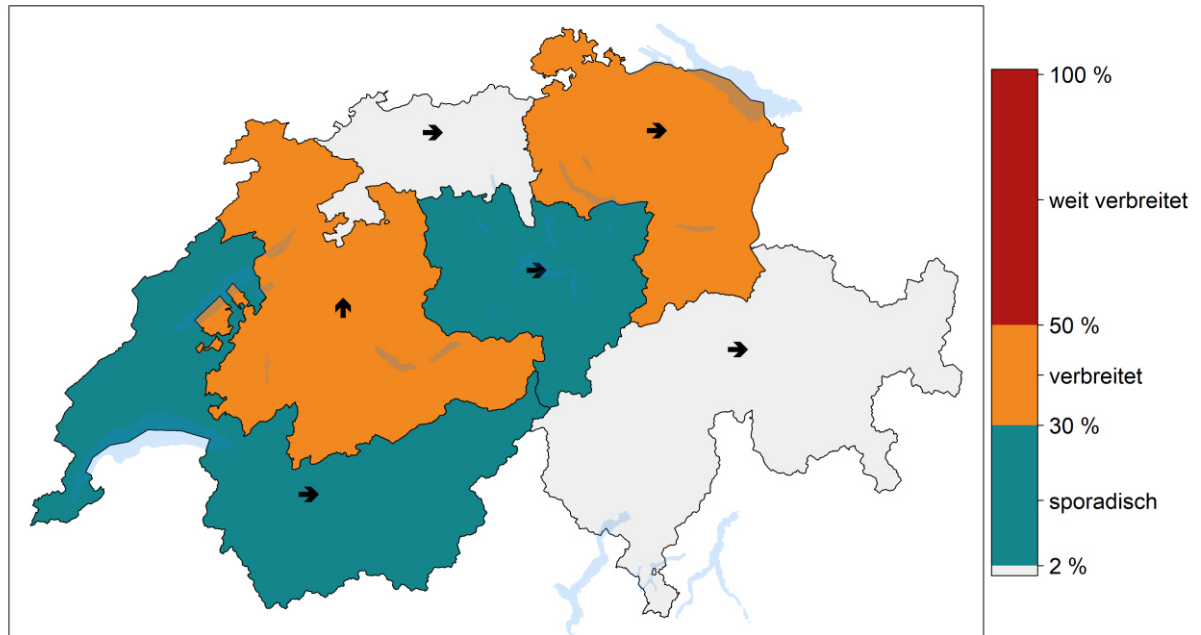 100 %
weit verbreitet
50 %
verbreitet
30 %
sporadisch
2 %